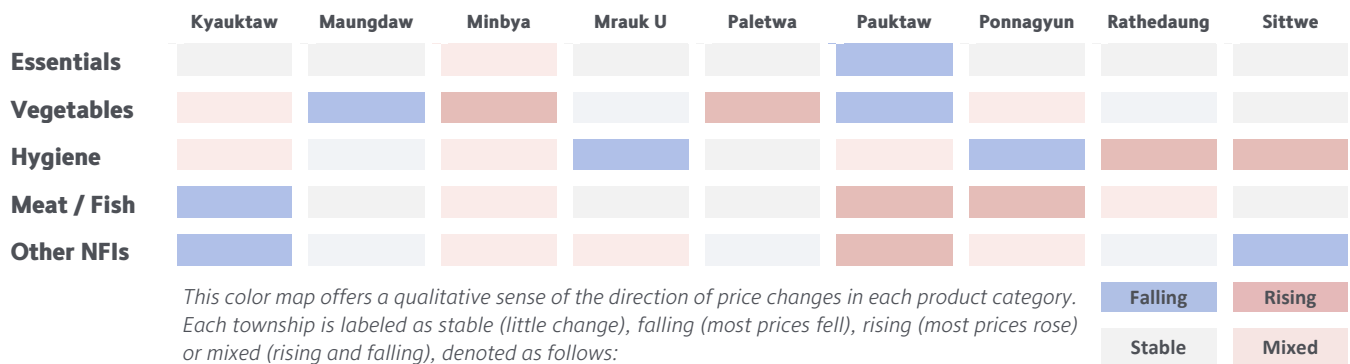 Kyauktaw Maungdaw Minbya Mrauk U Paletwa Pauktaw Ponnagyun Rathedaung Sittwe
Essentials
Vegetables
Hygiene
Meat / Fish
Other NFIs
This color map offers a qualitative sense of the direction of price changes in each product category.
Each township is labeled as stable (little change), falling (most prices fell), rising (most prices rose)
or mixed (rising and falling), denoted as follows:
Falling Rising
Stable Mixed